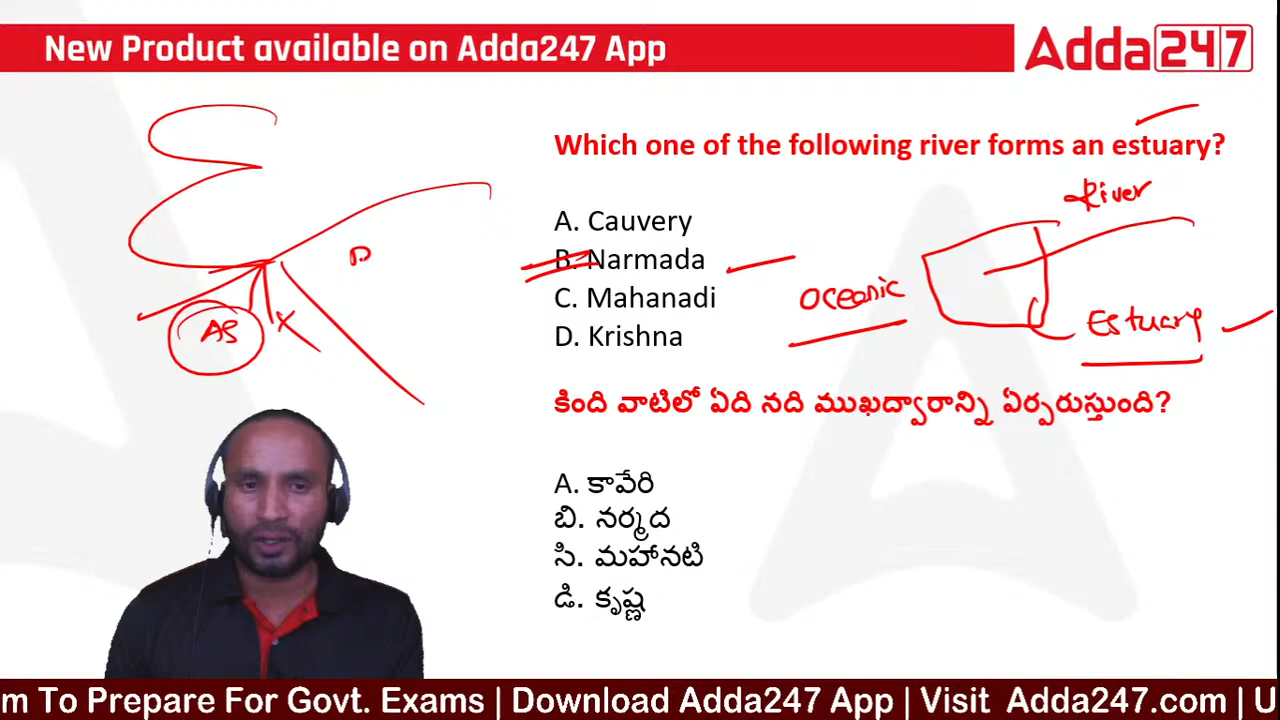 New Product available on Adda247 App
Adda247
Which one of the following river forms an estuary?
River
A. Cauvery
B. Narmada
C. Mahanadi
D. Krishna
Oceanic
Estuary
D
AS
X
కింది వాటిలో ఏది నది ముఖద్వారాన్ని ఏర్పరుస్తుంది?
A. కావేరి
బి. నర్మద
సి. మహానటి
డి. కృష్ణ
m To Prepare For Govt. Exams | Download Adda247 App | Visit Adda247.com | U